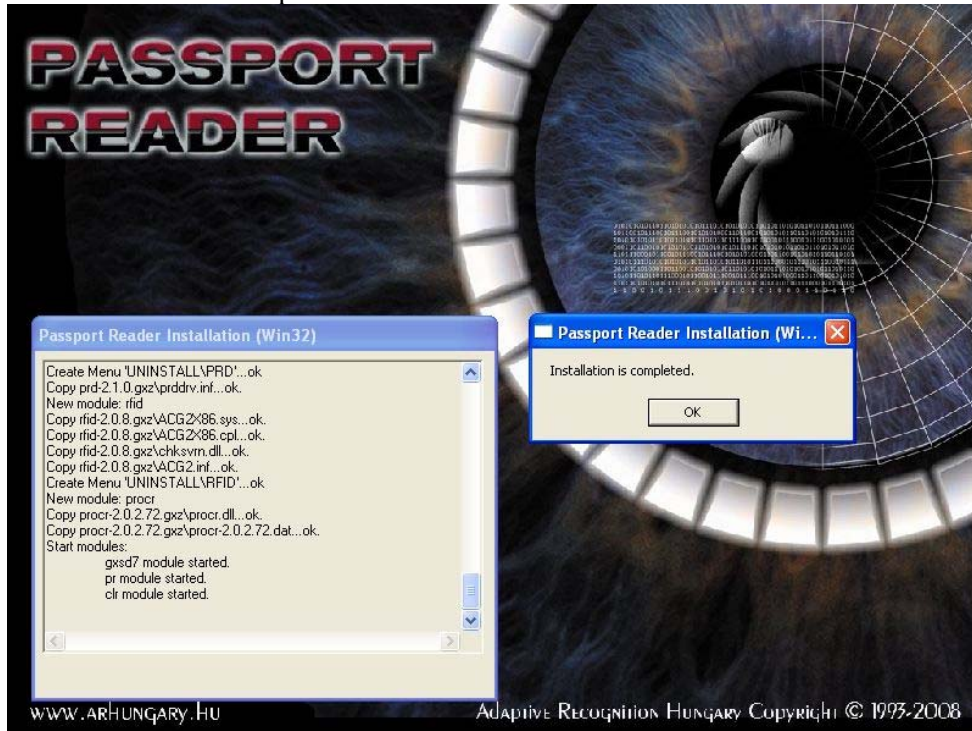 PASSPORT
READER
Passport Reader Installation (Win32)
Create Menu 'UNINSTALL\PRD'...ok
Copy prd-2.1.0.gxz\prddrv.inf...ok.
New module: rfid
Copy rfid-2.0.8.gxz\ACG2X86.sys...ok.
Copy rfid-2.0.8.gxz\ACG2X86.cpl...ok.
Copy rfid-2.0.8.gxz\chksvrn.dll...ok.
Copy rfid-2.0.8.gxz\ACG2.inf...ok.
Create Menu 'UNINSTALL\RFID'...ok
New module: procr
Copy procr-2.0.2.72.gxz\procr.dll...ok.
Copy procr-2.0.2.72.gxz\procr-2.0.2.72.dat...ok.
Start modules:
gxsd7 module started.
pr module started.
clr module started.
Passport Reader Installation (Wi...
Installation is completed.
OK
www.arhungary.hu
Adaptive Recognition Hungary Copyright © 1993-2008